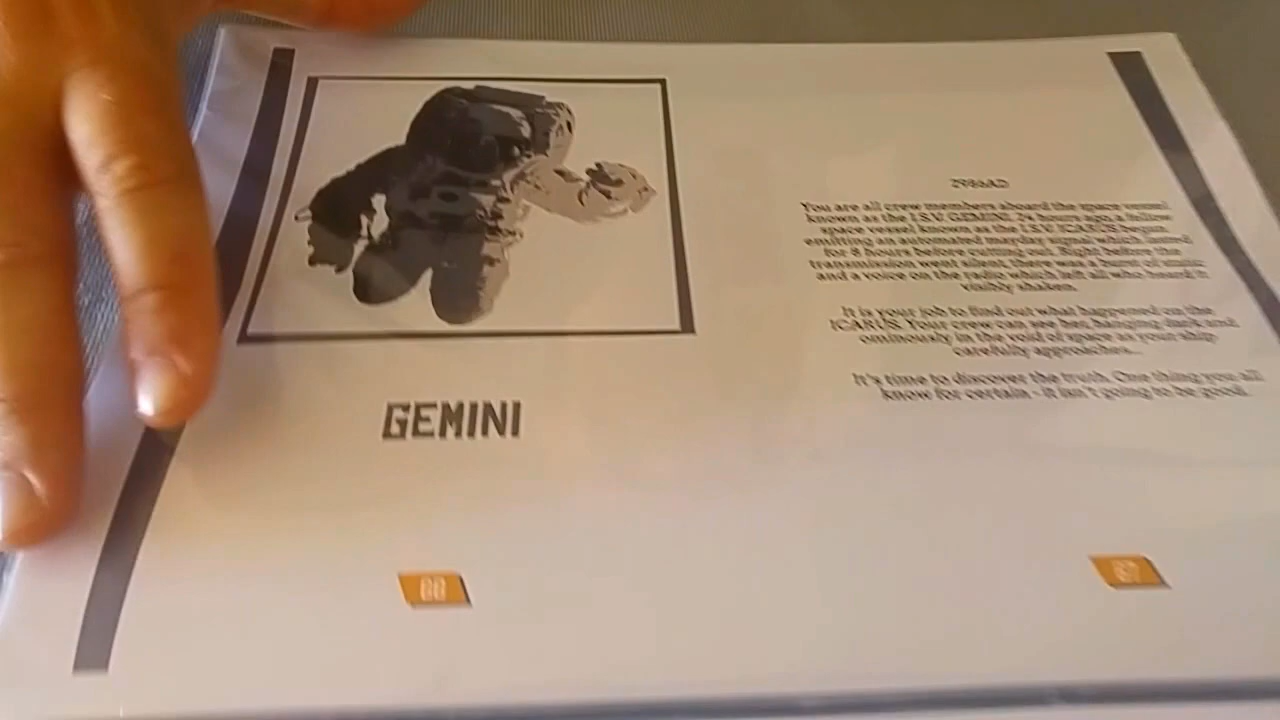 GEMINI
You are all crew members aboard the space vessel
known as the I.S.V GEMINI. 24 hours ago a fellow
space vessel known as the I.S.V ICARUS began
emitting an automated mayday signal which
for 8 hours before cutting out. Right before the
transmission went silent, there was a burst of static
and a voice on the radio which left all who heard it
visibly shaken.
It is your job to find out what happened on the
ICARUS. Your crew can see her, hanging dark and
ominously in the void of space as your ship
carefully approaches...
It's time to discover the truth. One thing you all
know for certain - it isn't going to be good.